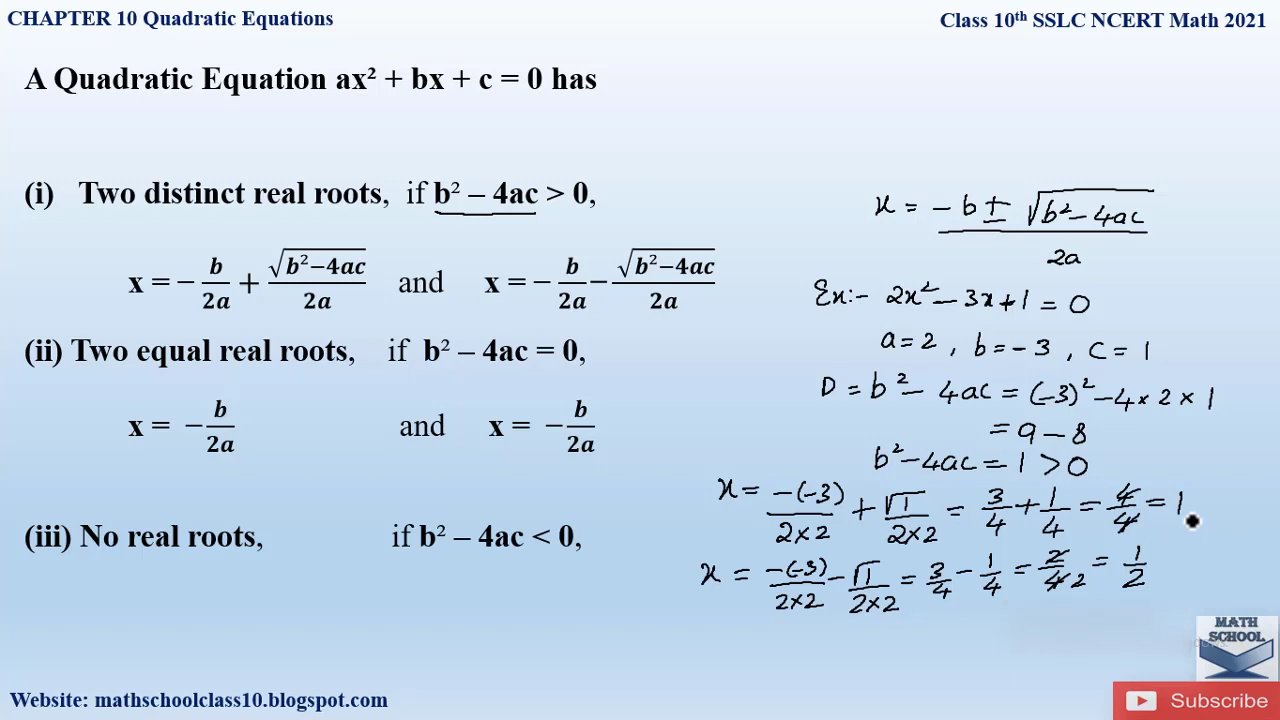 CHAPTER 10 Quadratic Equations
Class 10th SSLC NCERT Math 2021
A Quadratic Equation ax² + bx + c = 0 has
(i) Two distinct real roots, if b² – 4ac > 0,
x = – b/2a + √(b²–4ac)/2a and x = – b/2a – √(b²–4ac)/2a
(ii) Two equal real roots, if b² – 4ac = 0,
x = – b/2a and x = – b/2a
(iii) No real roots, if b² – 4ac < 0,
x = –b ± √(b²–4ac) / 2a
Ex:- 2x² – 3x + 1 = 0
a = 2 , b = – 3 , c = 1
D = b² – 4ac = (–3)² – 4 × 2 × 1
= 9 – 8
b² – 4ac = 1 > 0
x = –(–3)/2×2 + √1/2×2 = 3/4 + 1/4 = 4/4 = 1
x = –(–3)/2×2 – √1/2×2 = 3/4 – 1/4 = 2/4 2 = 1/2
MATH
SCHOOL
Website: mathschoolclass10.blogspot.com
Subscribe